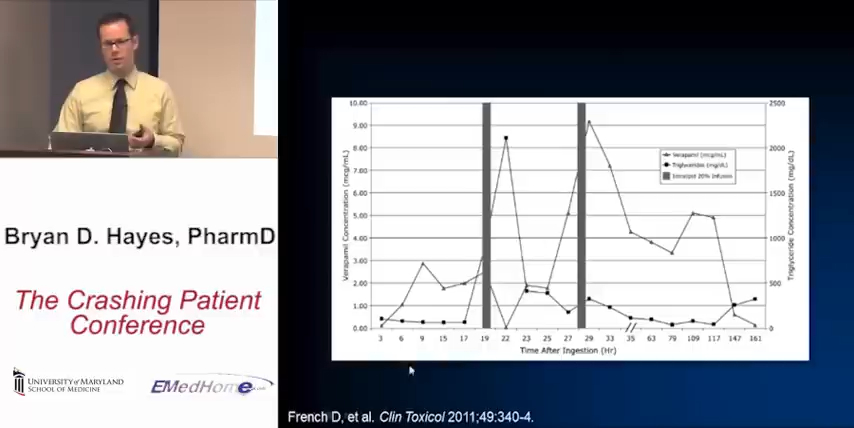 Bryan D. Hayes, PharmD
The Crashing Patient
Conference
UNIVERSITY of MARYLAND
SCHOOL OF MEDICINE
EMedHome.com
10.00
9.00
8.00
7.00
6.00
5.00
4.00
3.00
2.00
1.00
0.00
Verapamil Concentration (mcg/mL)
2500
2000
1500
1000
500
0
Triglyceride Concentration (mg/dL)
Verapamil (mcg/mL)
Triglycerides (mg/dL)
Intralipid 20% Infusion
3 6 9 15 17 19 22 23 25 27 29 33 35 63 79 109 117 147 161
Time After Ingestion (Hr)
French D, et al. Clin Toxicol 2011;49:340-4.